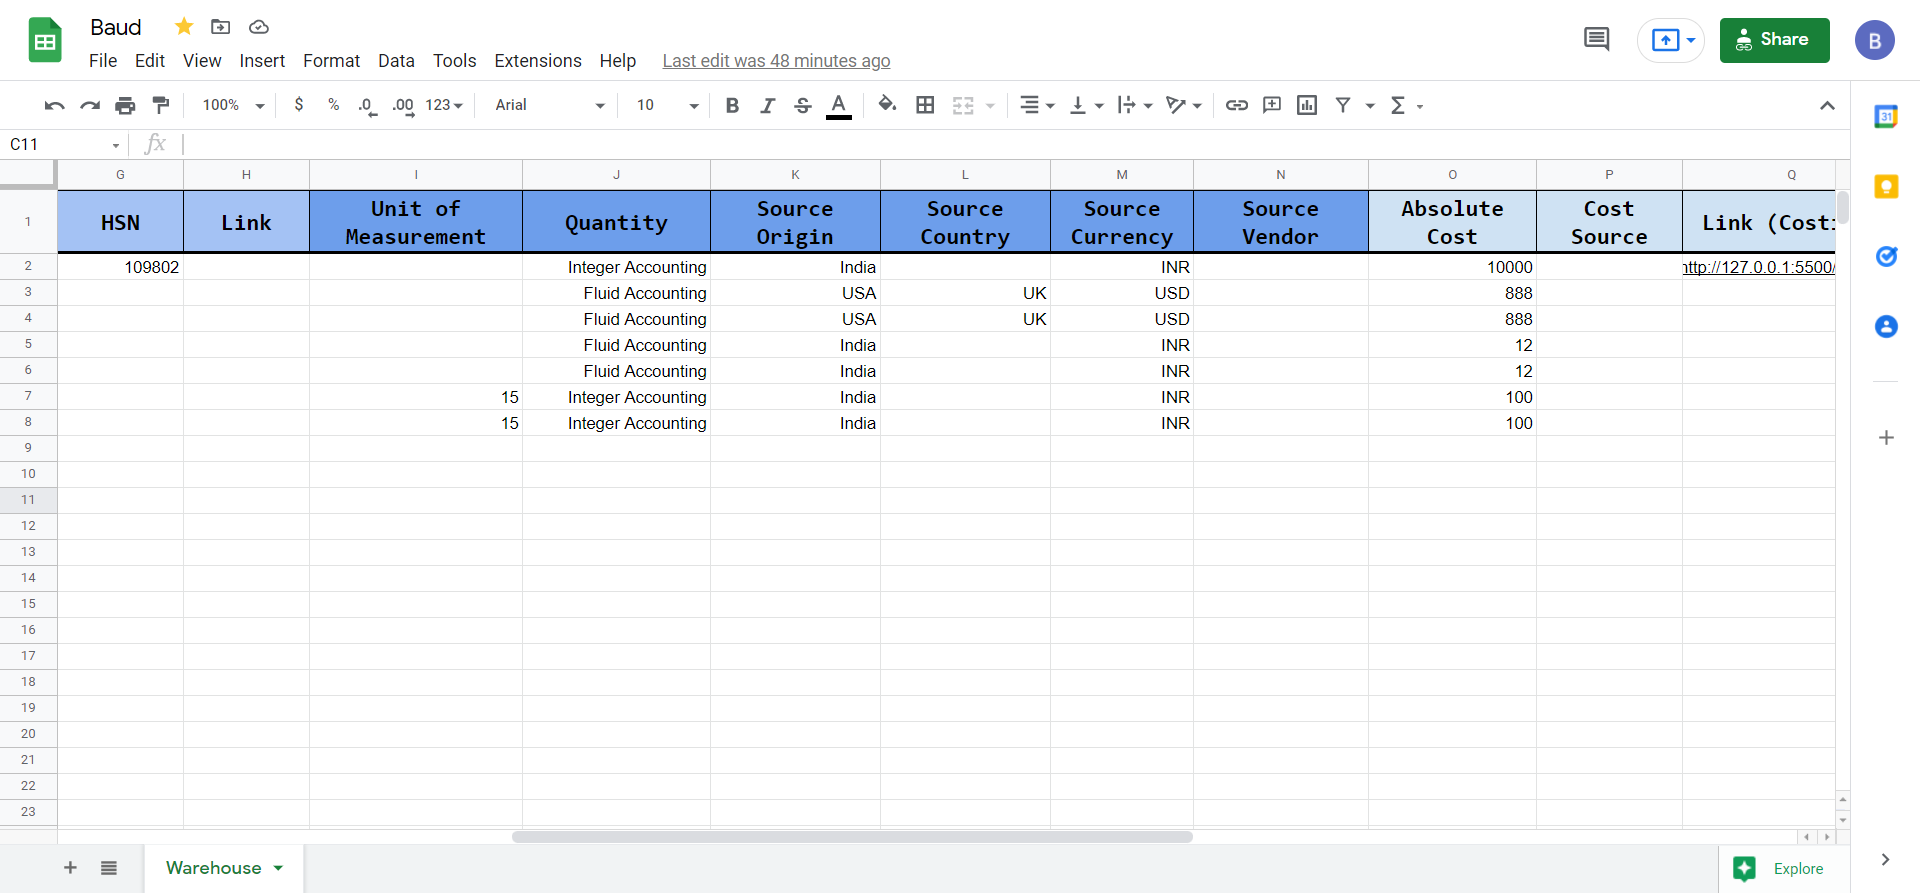 Baud
File Edit View Insert Format Data Tools Extensions Help Last edit was 48 minutes ago
Share
B
100% $ % .0 .00 123 Arial 10 B I S A
31
C11 fx
G H I J K L M N O P Q
1 HSN Link Unit of Measurement Quantity Source Origin Source Country Source Currency Source Vendor Absolute Cost Cost Source Link (Costi
2 109802 Integer Accounting India INR 10000 http://127.0.0.1:5500/
3 Fluid Accounting USA UK USD 888
4 Fluid Accounting USA UK USD 888
5 Fluid Accounting India INR 12
6 Fluid Accounting India INR 12
7 15 Integer Accounting India INR 100
8 15 Integer Accounting India INR 100
9
10
11
12
13
14
15
16
17
18
19
20
21
22
23
Warehouse
Explore